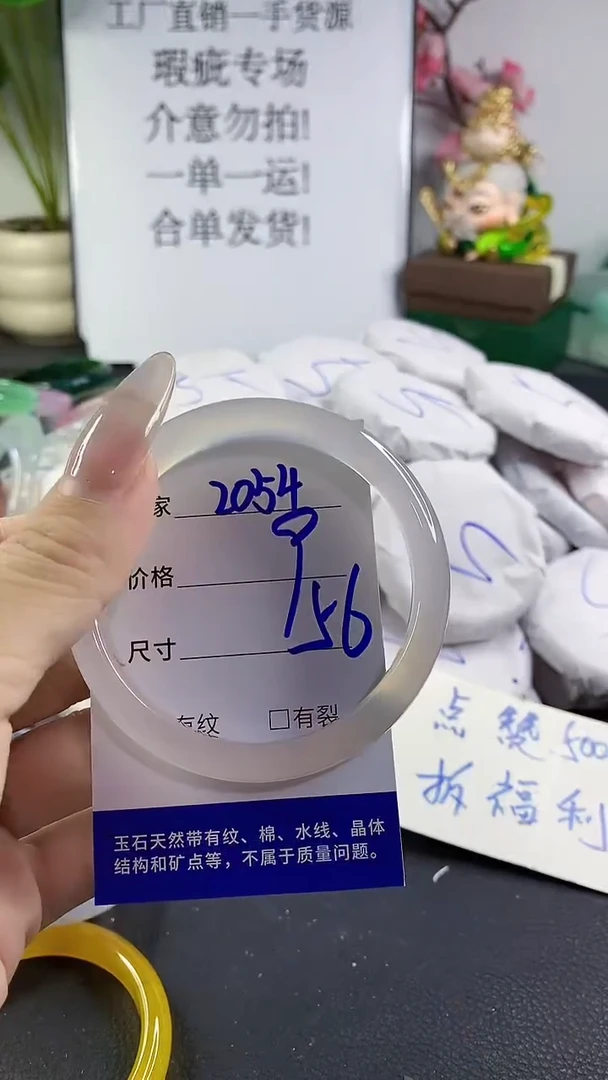 工厂直销一手货源
瑕疵专场
介意勿拍!
一单一运!
合单发货!
家 2054
价格
尺寸 56
有纹 □有裂
玉石天然带有纹、棉、水线、晶体
结构和矿点等，不属于质量问题。
点赞500
福利